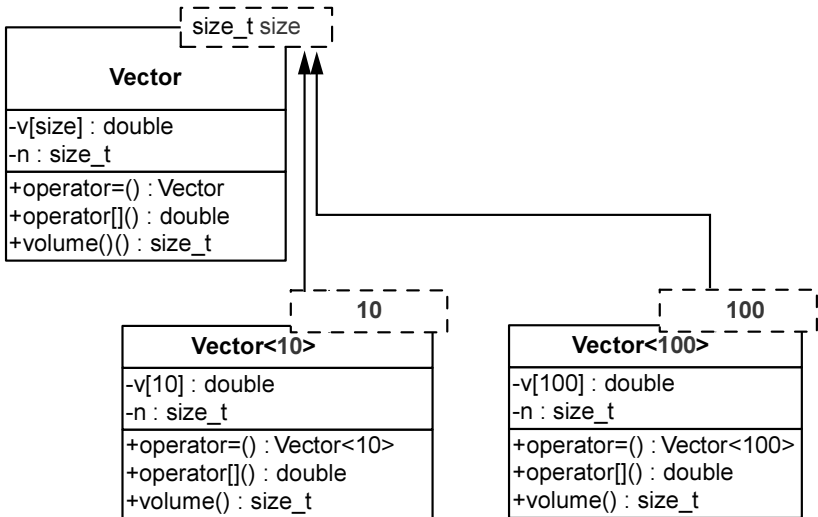 size_t size
Vector
-v[size] : double
-n : size_t
+operator=() : Vector
+operator[]() : double
+volume()() : size_t
10
Vector<10>
-v[10] : double
-n : size_t
+operator=() : Vector<10>
+operator[]() : double
+volume() : size_t
100
Vector<100>
-v[100] : double
-n : size_t
+operator=() : Vector<100>
+operator[]() : double
+volume() : size_t